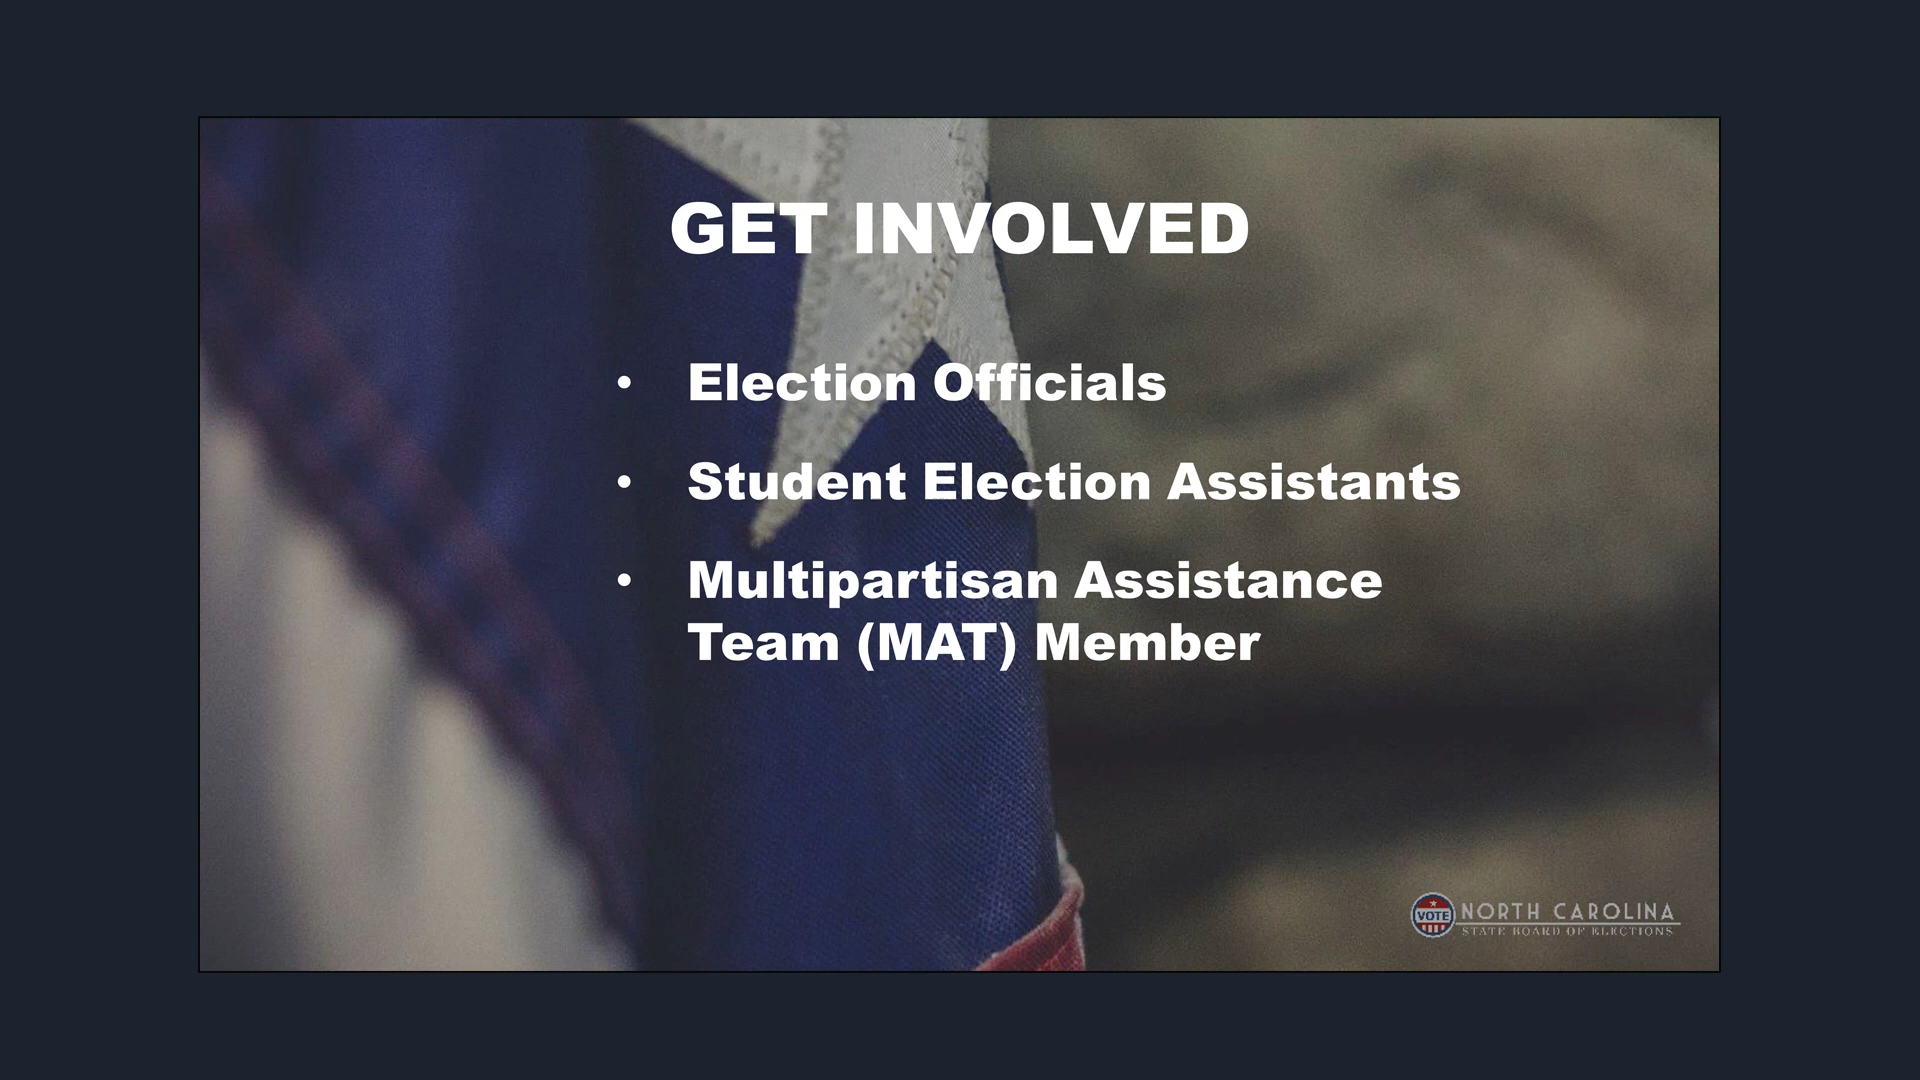 GET INVOLVED
• Election Officials
• Student Election Assistants
• Multipartisan Assistance
Team (MAT) Member
VOTE
NORTH CAROLINA
STATE BOARD OF ELECTIONS